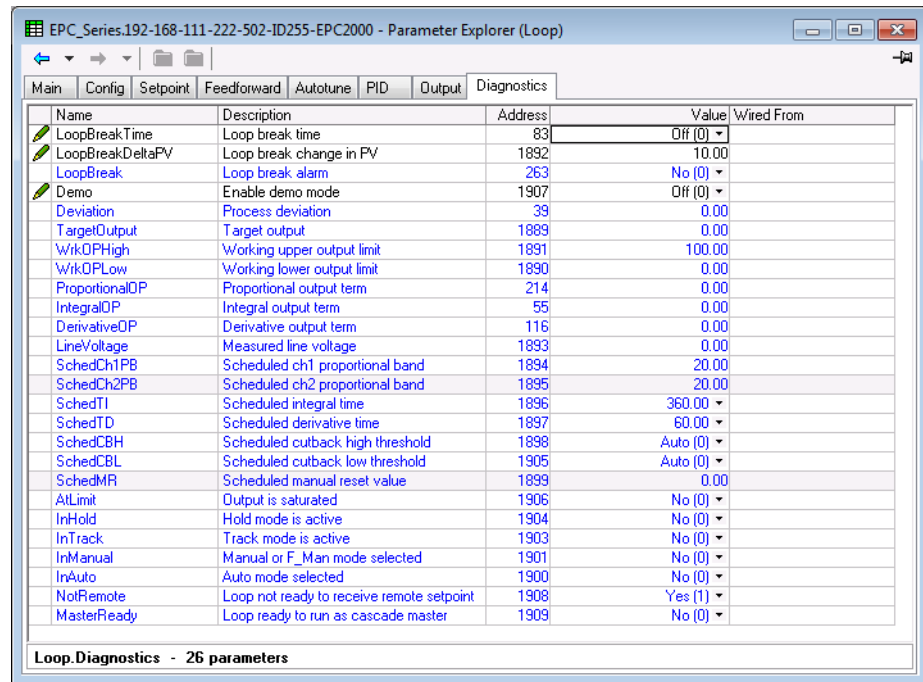 EPC_Series.192-168-111-222-502-ID255-EPC2000 - Parameter Explorer (Loop)
Main Config Setpoint Feedforward Autotune PID Output Diagnostics
Name Description Address Value Wired From
LoopBreakTime Loop break time 83 Off (0)
LoopBreakDeltaPV Loop break change in PV 1892 10.00
LoopBreak Loop break alarm 263 No (0)
Demo Enable demo mode 1907 Off (0)
Deviation Process deviation 39 0.00
TargetOutput Target output 1889 0.00
WrkOPHigh Working upper output limit 1891 100.00
WrkOPLow Working lower output limit 1890 0.00
ProportionalOP Proportional output term 214 0.00
IntegralOP Integral output term 55 0.00
DerivativeOP Derivative output term 116 0.00
LineVoltage Measured line voltage 1893 0.00
SchedCh1PB Scheduled ch1 proportional band 1894 20.00
SchedCh2PB Scheduled ch2 proportional band 1895 20.00
SchedTI Scheduled integral time 1896 360.00
SchedTD Scheduled derivative time 1897 60.00
SchedCBH Scheduled cutback high threshold 1898 Auto (0)
SchedCBL Scheduled cutback low threshold 1905 Auto (0)
SchedMR Scheduled manual reset value 1899 0.00
AtLimit Output is saturated 1906 No (0)
InHold Hold mode is active 1904 No (0)
InTrack Track mode is active 1903 No (0)
InManual Manual or F_Man mode selected 1901 No (0)
InAuto Auto mode selected 1900 No (0)
NotRemote Loop not ready to receive remote setpoint 1908 Yes (1)
MasterReady Loop ready to run as cascade master 1909 No (0)
Loop.Diagnostics - 26 parameters